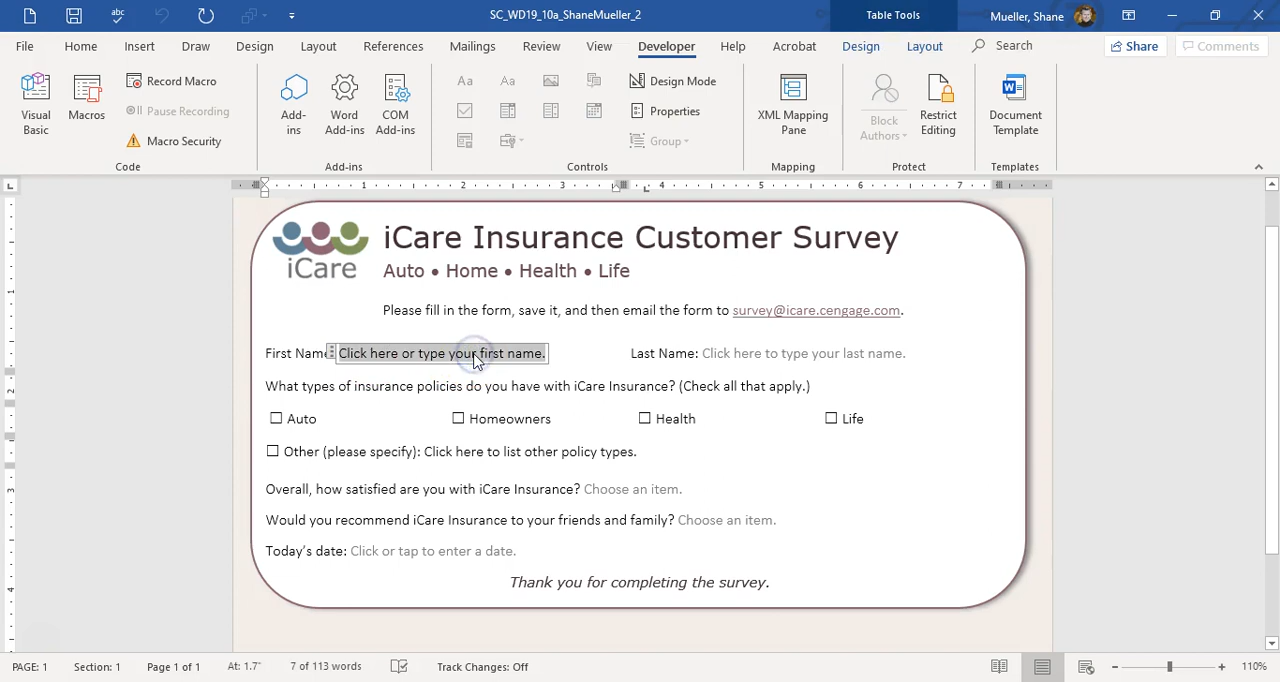 SC_WD19_10a_ShaneMueller_2
Table Tools
Mueller, Shane
File Home Insert Draw Design Layout References Mailings Review View Developer Help Acrobat Design Layout Search Share Comments
Visual Basic
Macros
Record Macro
Pause Recording
Macro Security
Code
Add-ins
Word Add-ins
COM Add-ins
Add-ins
Aa Aa
Design Mode
Properties
Group
Controls
XML Mapping Pane
Mapping
Block Authors
Restrict Editing
Protect
Document Template
Templates
1 2 3 4 5 6 7
iCare
iCare Insurance Customer Survey
Auto • Home • Health • Life
Please fill in the form, save it, and then email the form to survey@icare.cengage.com.
First Name Click here or type your first name. Last Name: Click here to type your last name.
What types of insurance policies do you have with iCare Insurance? (Check all that apply.)
☐ Auto ☐ Homeowners ☐ Health ☐ Life
☐ Other (please specify): Click here to list other policy types.
Overall, how satisfied are you with iCare Insurance? Choose an item.
Would you recommend iCare Insurance to your friends and family? Choose an item.
Today's date: Click or tap to enter a date.
Thank you for completing the survey.
PAGE: 1 Section: 1 Page 1 of 1 At: 1.7" 7 of 113 words Track Changes: Off 110%